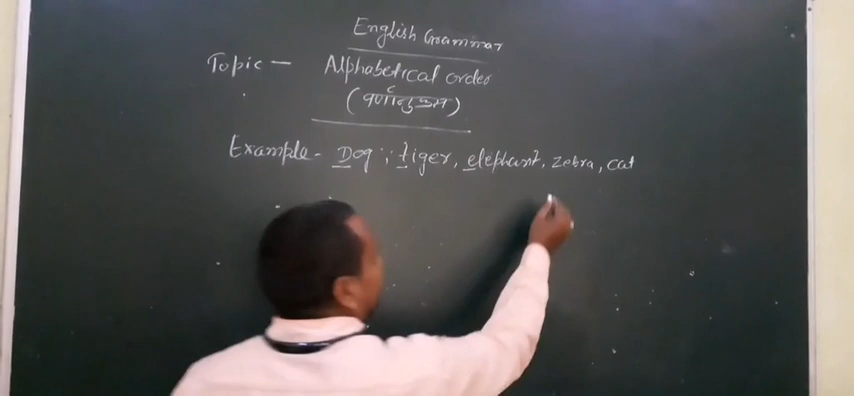 English Grammar
Topic — Alphabetical order
(वर्णानुक्रम)
Example - Dog, tiger, elephant, zebra, cat